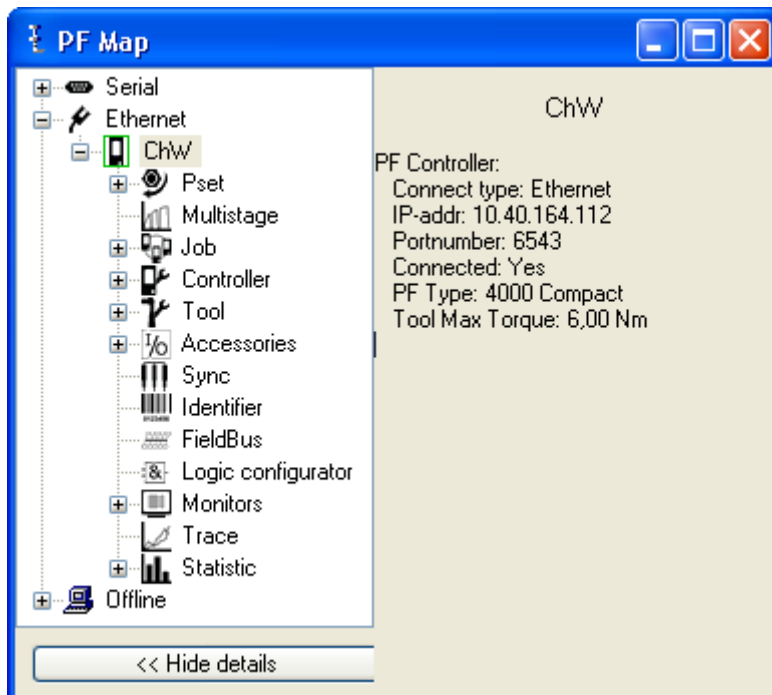 PF Map
Serial
Ethernet
ChW
Pset
Multistage
Job
Controller
Tool
Accessories
Sync
Identifier
FieldBus
Logic configurator
Monitors
Trace
Statistic
Offline
<< Hide details
ChW
PF Controller:
Connect type: Ethernet
IP-addr: 10.40.164.112
Portnumber: 6543
Connected: Yes
PF Type: 4000 Compact
Tool Max Torque: 6,00 Nm